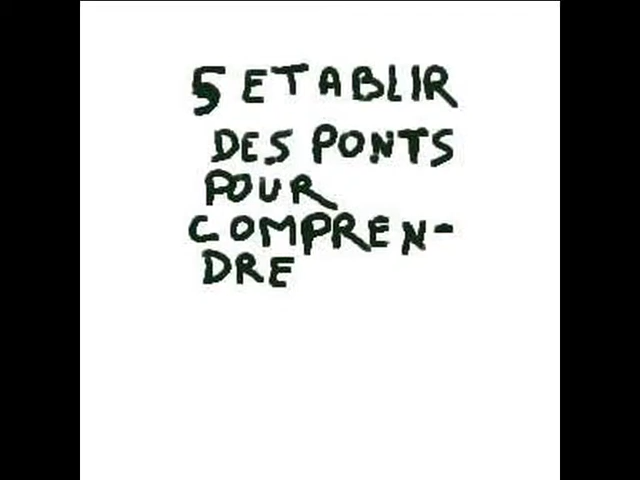 5 ETABLIR
DES PONTS
POUR
COMPREN-
DRE